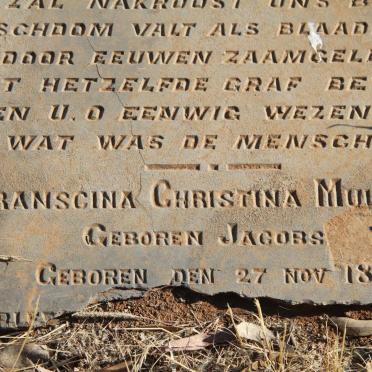 ZAL NAKROOST ONS B
SCHDOM VALT ALS BLAAD
DOOR EEUWEN ZAAMGEL
T HETZELFDE GRAF BE
EN U. O EENWIG WEZEN
WAT WAS DE MENSCH
RANSCINA CHRISTINA MU
GEBOREN JACOBS
GEBOREN DEN 27 NOV 18